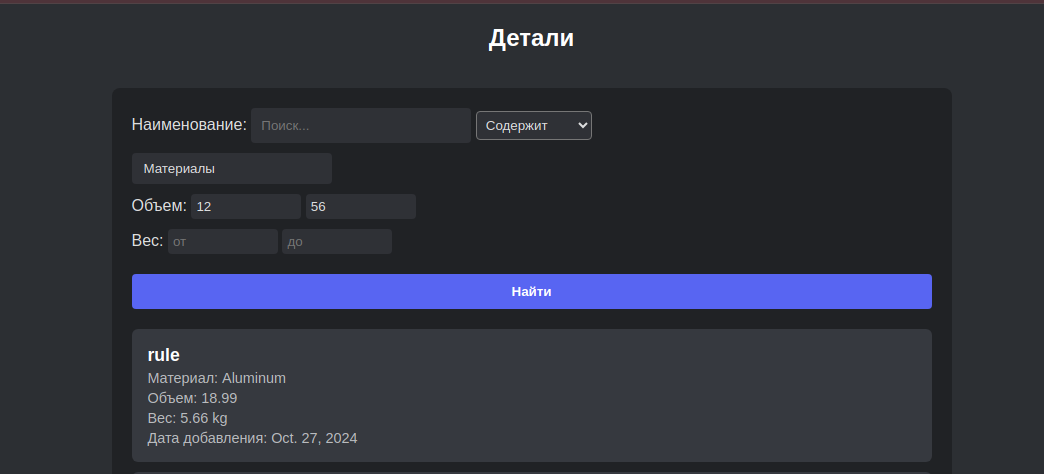 Детали
Наименование: Поиск... Содержит
Материалы
Объем: 12 56
Вес: от до
Найти
rule
Материал: Aluminum
Объем: 18.99
Вес: 5.66 kg
Дата добавления: Oct. 27, 2024